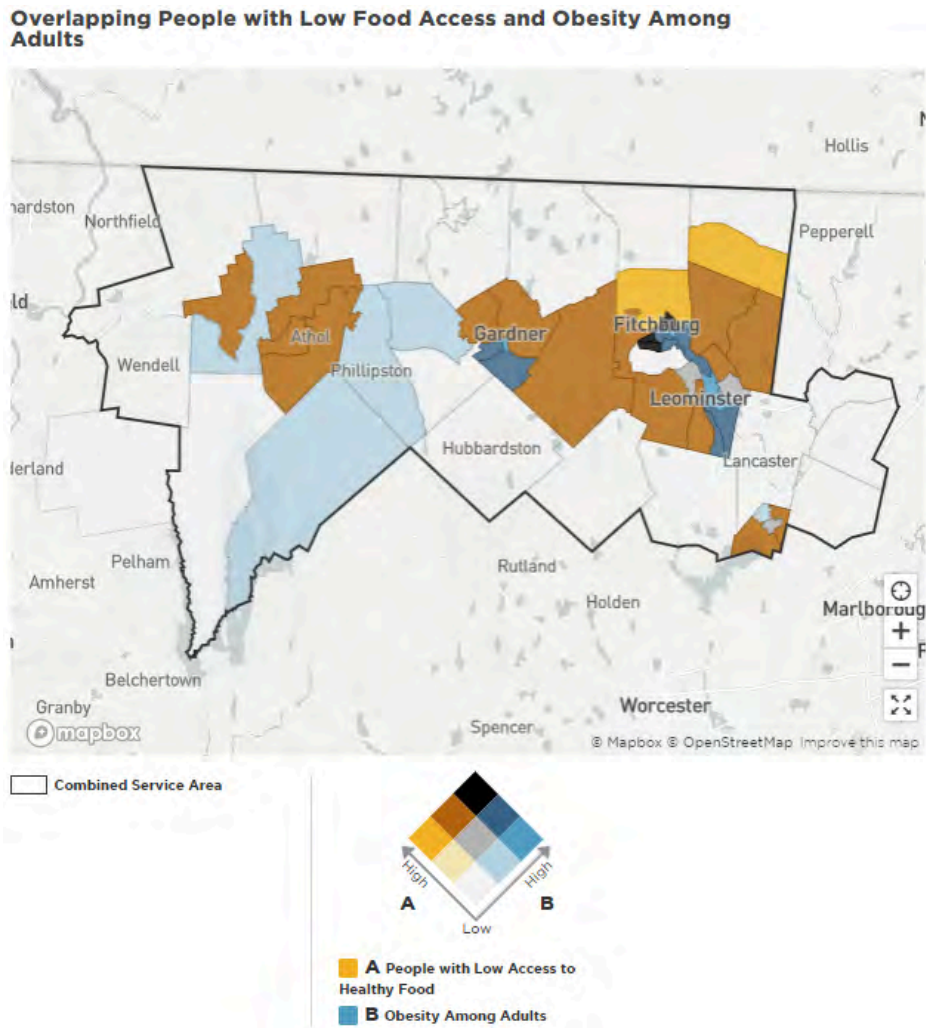 Overlapping People with Low Food Access and Obesity Among
Adults
Hollis
Northfield
Pepperell
Gardner
Fitchburg
Athol
Wendell
Phillipston
Leominster
Hubbardston
Lancaster
Pelham
Rutland
Amherst
Holden
Marlboroug
+
−
Belchertown
Granby
Worcester
Spencer
mapbox
© Mapbox © OpenStreetMap Improve this map
Combined Service Area
High
High
A
B
Low
A People with Low Access to
Healthy Food
B Obesity Among Adults